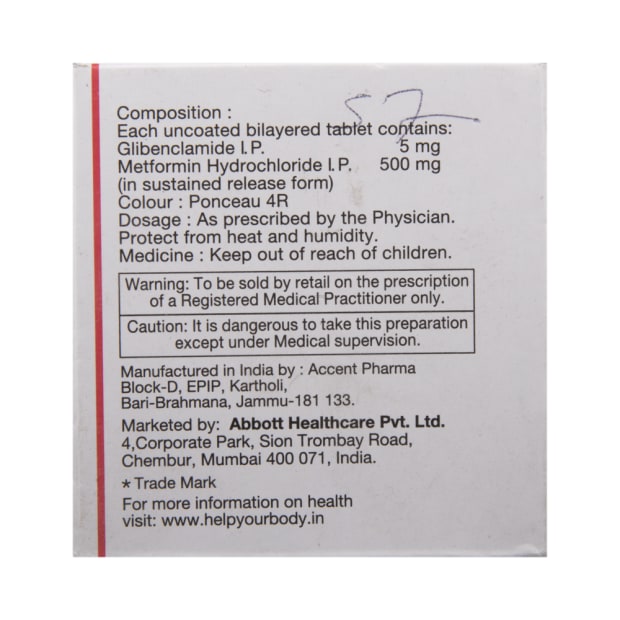 57
Composition :
Each uncoated bilayered tablet contains:
Glibenclamide I.P. 5 mg
Metformin Hydrochloride I.P. 500 mg
(in sustained release form)
Colour : Ponceau 4R
Dosage : As prescribed by the Physician.
Protect from heat and humidity.
Medicine : Keep out of reach of children.
Warning: To be sold by retail on the prescription
of a Registered Medical Practitioner only.
Caution: It is dangerous to take this preparation
except under Medical supervision.
Manufactured in India by : Accent Pharma
Block-D, EPIP, Kartholi,
Bari-Brahmana, Jammu-181 133.
Marketed by: Abbott Healthcare Pvt. Ltd.
4,Corporate Park, Sion Trombay Road,
Chembur, Mumbai 400 071, India.
* Trade Mark
For more information on health
visit: www.helpyourbody.in